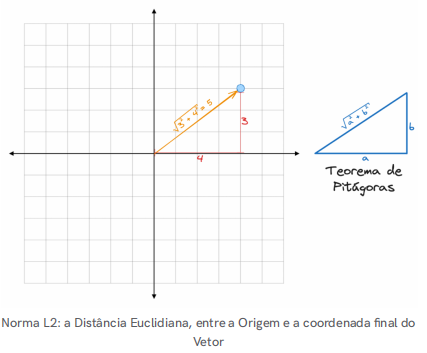 √3² + 4² = 5
3
4
√a² + b²
b
a
Teorema de
Pitágoras
Norma L2: a Distância Euclidiana, entre a Origem e a coordenada final do
Vetor